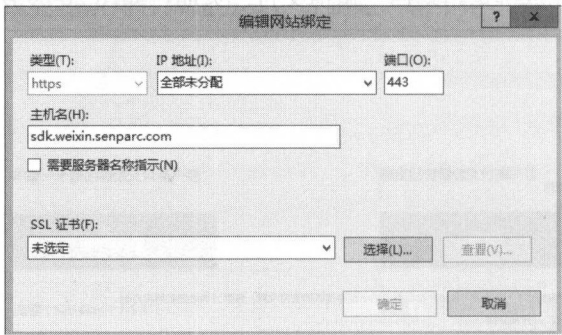 编辑网站绑定
? x
类型(T): IP 地址(I): 端口(O):
https 全部未分配 443
主机名(H):
sdk.weixin.senparc.com
需要服务器名称指示(N)
SSL 证书(F):
未选定 选择(L)... 查看(V)...
确定 取消